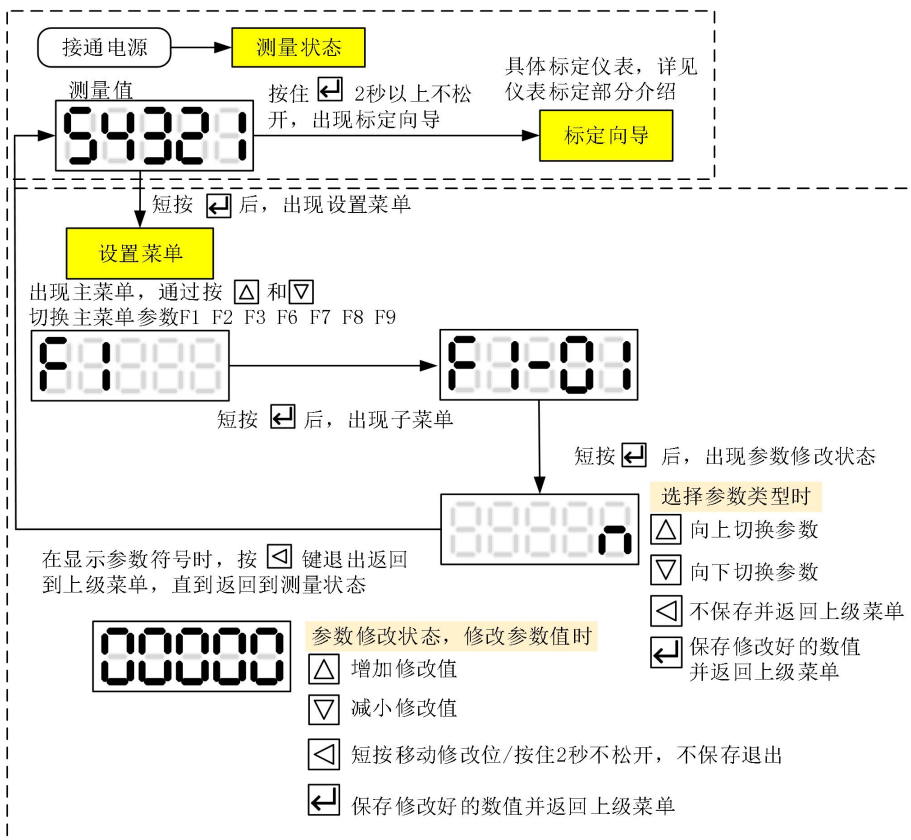 接通电源
测量状态
测量值
54321
按住 2秒以上不松
开，出现标定向导
具体标定仪表，详见
仪表标定部分介绍
标定向导
短按 后，出现设置菜单
设置菜单
出现主菜单，通过按 和
切换主菜单参数F1 F2 F3 F6 F7 F8 F9
F1
F1-01
短按 后，出现子菜单
短按 后，出现参数修改状态
n
选择参数类型时
向上切换参数
向下切换参数
不保存并返回上级菜单
保存修改好的数值
并返回上级菜单
在显示参数符号时，按 键退出返回
到上级菜单，直到返回到测量状态
00000
参数修改状态，修改参数值时
增加修改值
减小修改值
短按移动修改位/按住2秒不松开，不保存退出
保存修改好的数值并返回上级菜单